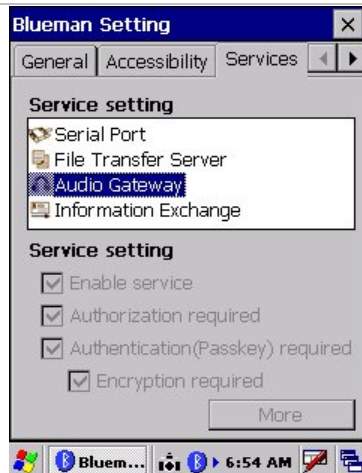 Blueman Setting
General Accessibility Services
Service setting
Serial Port
File Transfer Server
Audio Gateway
Information Exchange
Service setting
Enable service
Authorization required
Authentication(Passkey) required
Encryption required
More
Bluem... 6:54 AM